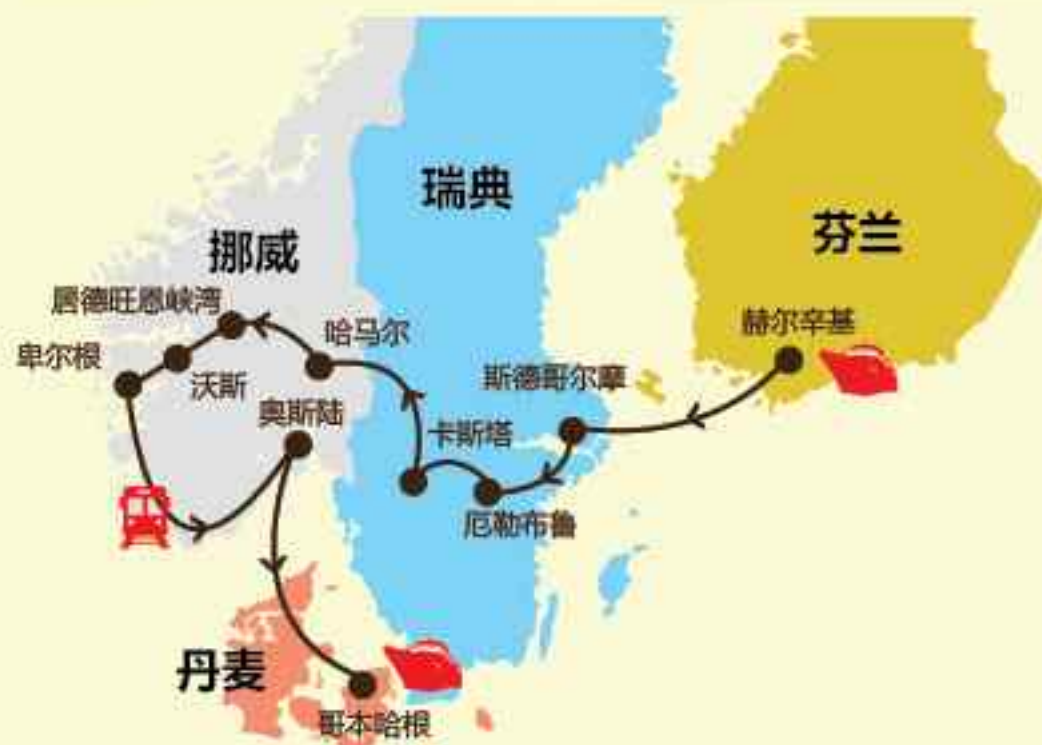 瑞典
芬兰
挪威
居德旺恩峡湾
哈马尔
赫尔辛基
卑尔根
沃斯
斯德哥尔摩
奥斯陆
卡斯塔
厄勒布鲁
丹麦
哥本哈根